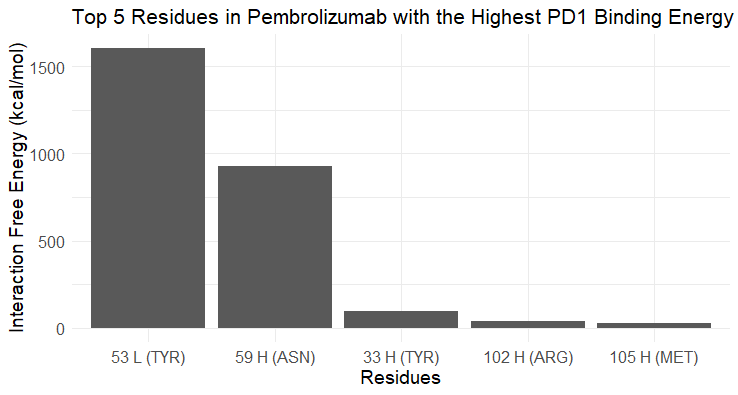 Top 5 Residues in Pembrolizumab with the Highest PD1 Binding Energy
Interaction Free Energy (kcal/mol)
1500
1000
500
0
53 L (TYR) 59 H (ASN) 33 H (TYR) 102 H (ARG) 105 H (MET)
Residues